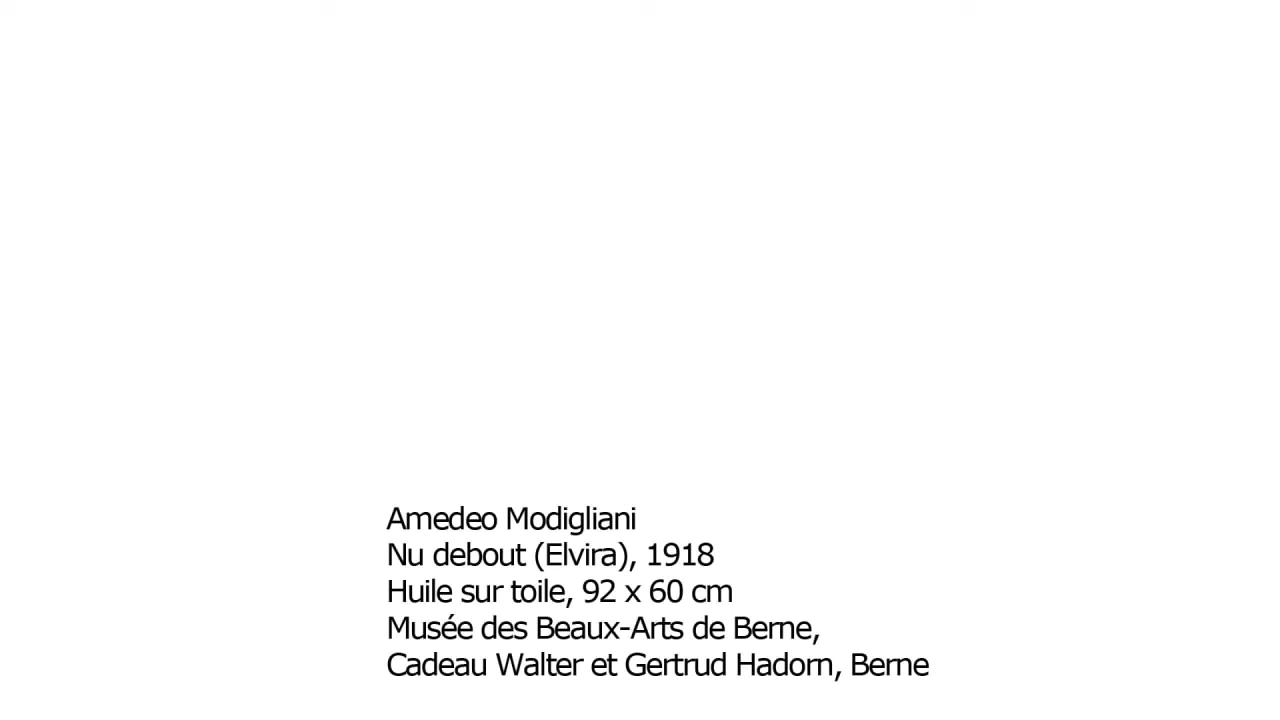 Amedeo Modigliani
Nu debout (Elvira), 1918
Huile sur toile, 92 x 60 cm
Musée des Beaux-Arts de Berne,
Cadeau Walter et Gertrud Hadorn, Berne